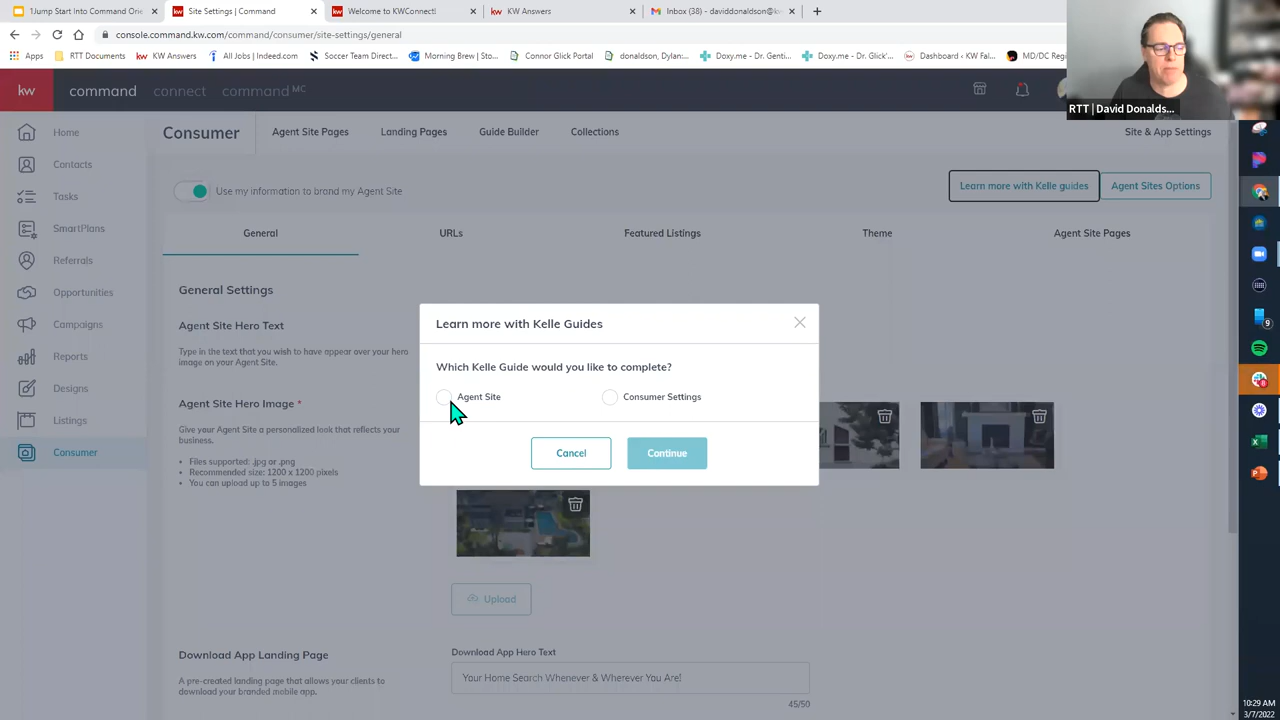 1Jump Start Into Command Orie
Site Settings | Command
Welcome to KWConnect!
KW Answers
Inbox (38) - daviddonaldson@kw
console.command.kw.com/command/consumer/site-settings/general
Apps
RTT Documents
KW Answers
All Jobs | Indeed.com
Soccer Team Direct...
Morning Brew | Sto...
Connor Glick Portal
donaldson, Dylan:...
Doxy.me - Dr. Genti...
Doxy.me - Dr. Glick'...
Dashboard ‹ KW Fal...
MD/DC Regio
RTT | David Donalds...
kw
command
connect
command MC
Home
Contacts
Tasks
SmartPlans
Referrals
Opportunities
Campaigns
Reports
Designs
Listings
Consumer
Consumer
Agent Site Pages
Landing Pages
Guide Builder
Collections
Site & App Settings
Use my information to brand my Agent Site
Learn more with Kelle guides
Agent Sites Options
General
URLs
Featured Listings
Theme
Agent Site Pages
General Settings
Agent Site Hero Text
Type in the text that you wish to have appear over your hero
image on your Agent Site.
Agent Site Hero Image *
Give your Agent Site a personalized look that reflects your
business.
• Files supported: .jpg or .png
• Recommended size: 1200 x 1200 pixels
• You can upload up to 5 images
Learn more with Kelle Guides
Which Kelle Guide would you like to complete?
Agent Site
Consumer Settings
Cancel
Continue
Upload
Download App Landing Page
A pre-created landing page that allows your clients to
download your branded mobile app.
Download App Hero Text
Your Home Search Whenever & Wherever You Are!
45/50
9
10:29 AM
3/7/2022